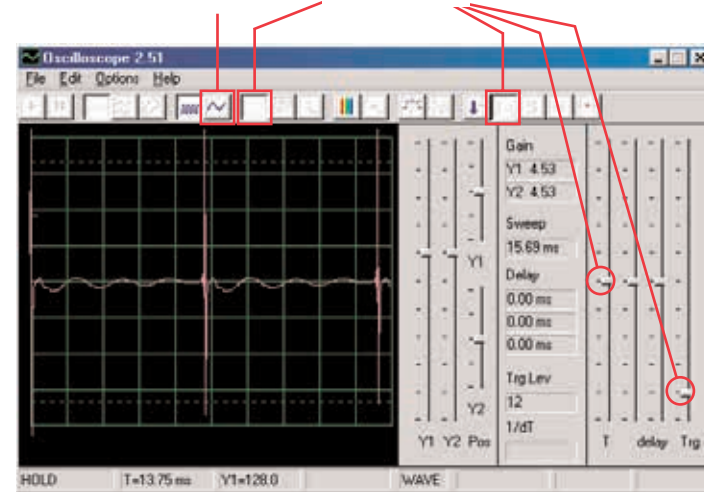 Oscilloscope 2.51
File Edit Options Help
Gain
Y1 4.53
Y2 4.53
Sweep
15.69 ms
Delay
0.00 ms
0.00 ms
0.00 ms
Trg Lev
12
1/dT
Y1
Y2
Y1 Y2 Pos
T delay Trg
HOLD T=13.75 ms Y1=128.0 WAVE